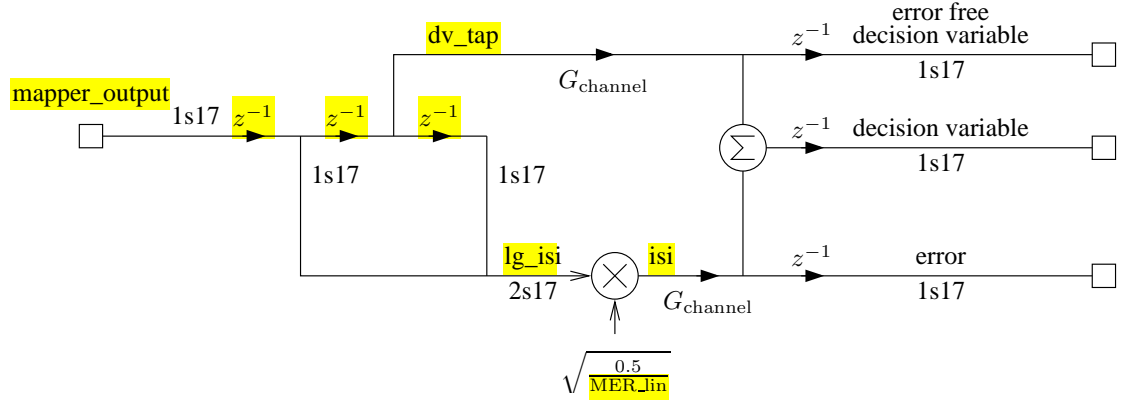 error free
dv_tap z⁻¹ decision variable
G_channel 1s17
mapper_output
1s17 z⁻¹ z⁻¹ z⁻¹
z⁻¹ decision variable
∑
1s17 1s17 1s17
lg_isi isi z⁻¹ error
2s17 G_channel 1s17
√(0.5/MER_lin)